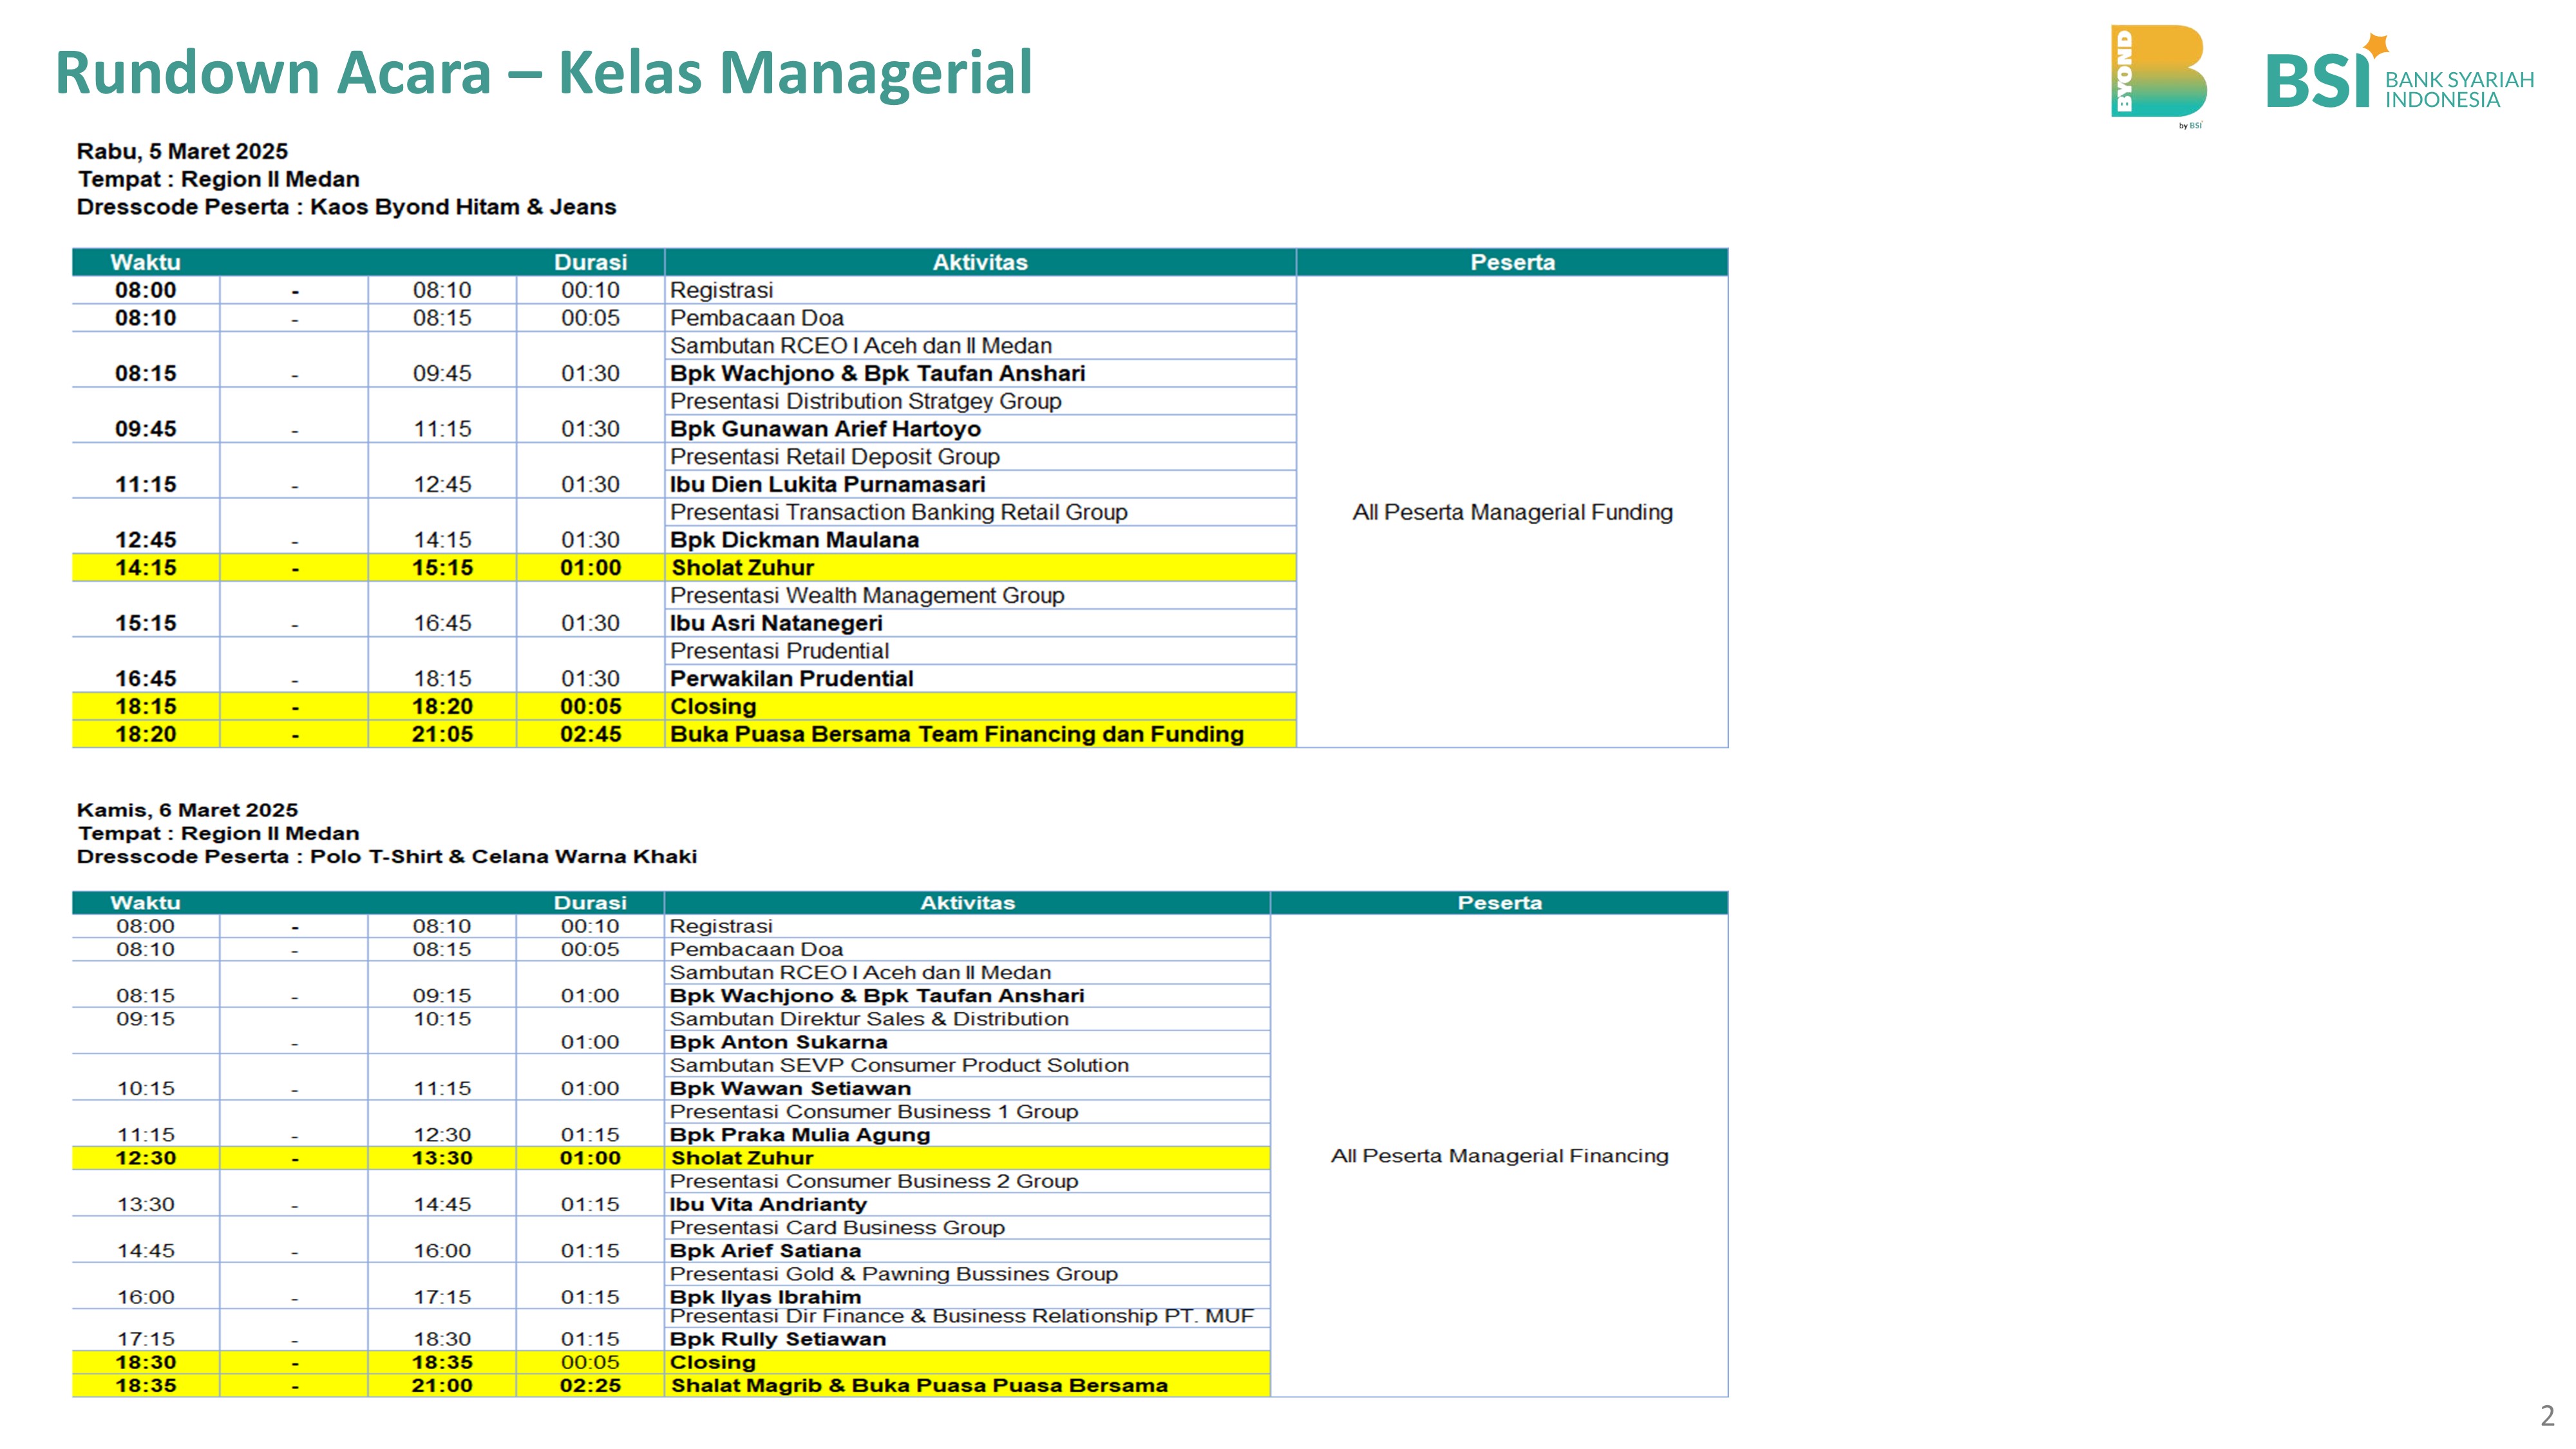 Rundown Acara – Kelas Managerial
BYOND
by BSI
BSI BANK SYARIAH
INDONESIA
Rabu, 5 Maret 2025
Tempat : Region II Medan
Dresscode Peserta : Kaos Byond Hitam & Jeans
Waktu Durasi Aktivitas Peserta
08:00 - 08:10 00:10 Registrasi
08:10 - 08:15 00:05 Pembacaan Doa
Sambutan RCEO I Aceh dan II Medan
08:15 - 09:45 01:30 Bpk Wachjono & Bpk Taufan Anshari
Presentasi Distribution Stratgey Group
09:45 - 11:15 01:30 Bpk Gunawan Arief Hartoyo
Presentasi Retail Deposit Group
11:15 - 12:45 01:30 Ibu Dien Lukita Purnamasari
Presentasi Transaction Banking Retail Group All Peserta Managerial Funding
12:45 - 14:15 01:30 Bpk Dickman Maulana
14:15 - 15:15 01:00 Sholat Zuhur
Presentasi Wealth Management Group
15:15 - 16:45 01:30 Ibu Asri Natanegeri
Presentasi Prudential
16:45 - 18:15 01:30 Perwakilan Prudential
18:15 - 18:20 00:05 Closing
18:20 - 21:05 02:45 Buka Puasa Bersama Team Financing dan Funding
Kamis, 6 Maret 2025
Tempat : Region II Medan
Dresscode Peserta : Polo T-Shirt & Celana Warna Khaki
Waktu Durasi Aktivitas Peserta
08:00 - 08:10 00:10 Registrasi
08:10 - 08:15 00:05 Pembacaan Doa
Sambutan RCEO I Aceh dan II Medan
08:15 - 09:15 01:00 Bpk Wachjono & Bpk Taufan Anshari
09:15 10:15 Sambutan Direktur Sales & Distribution
- 01:00 Bpk Anton Sukarna
Sambutan SEVP Consumer Product Solution
10:15 - 11:15 01:00 Bpk Wawan Setiawan
Presentasi Consumer Business 1 Group
11:15 - 12:30 01:15 Bpk Praka Mulia Agung
12:30 - 13:30 01:00 Sholat Zuhur All Peserta Managerial Financing
Presentasi Consumer Business 2 Group
13:30 - 14:45 01:15 Ibu Vita Andrianty
Presentasi Card Business Group
14:45 - 16:00 01:15 Bpk Arief Satiana
Presentasi Gold & Pawning Bussines Group
16:00 - 17:15 01:15 Bpk Ilyas Ibrahim
Presentasi Dir Finance & Business Relationship PT. MUF
17:15 - 18:30 01:15 Bpk Rully Setiawan
18:30 - 18:35 00:05 Closing
18:35 - 21:00 02:25 Shalat Magrib & Buka Puasa Puasa Bersama
2